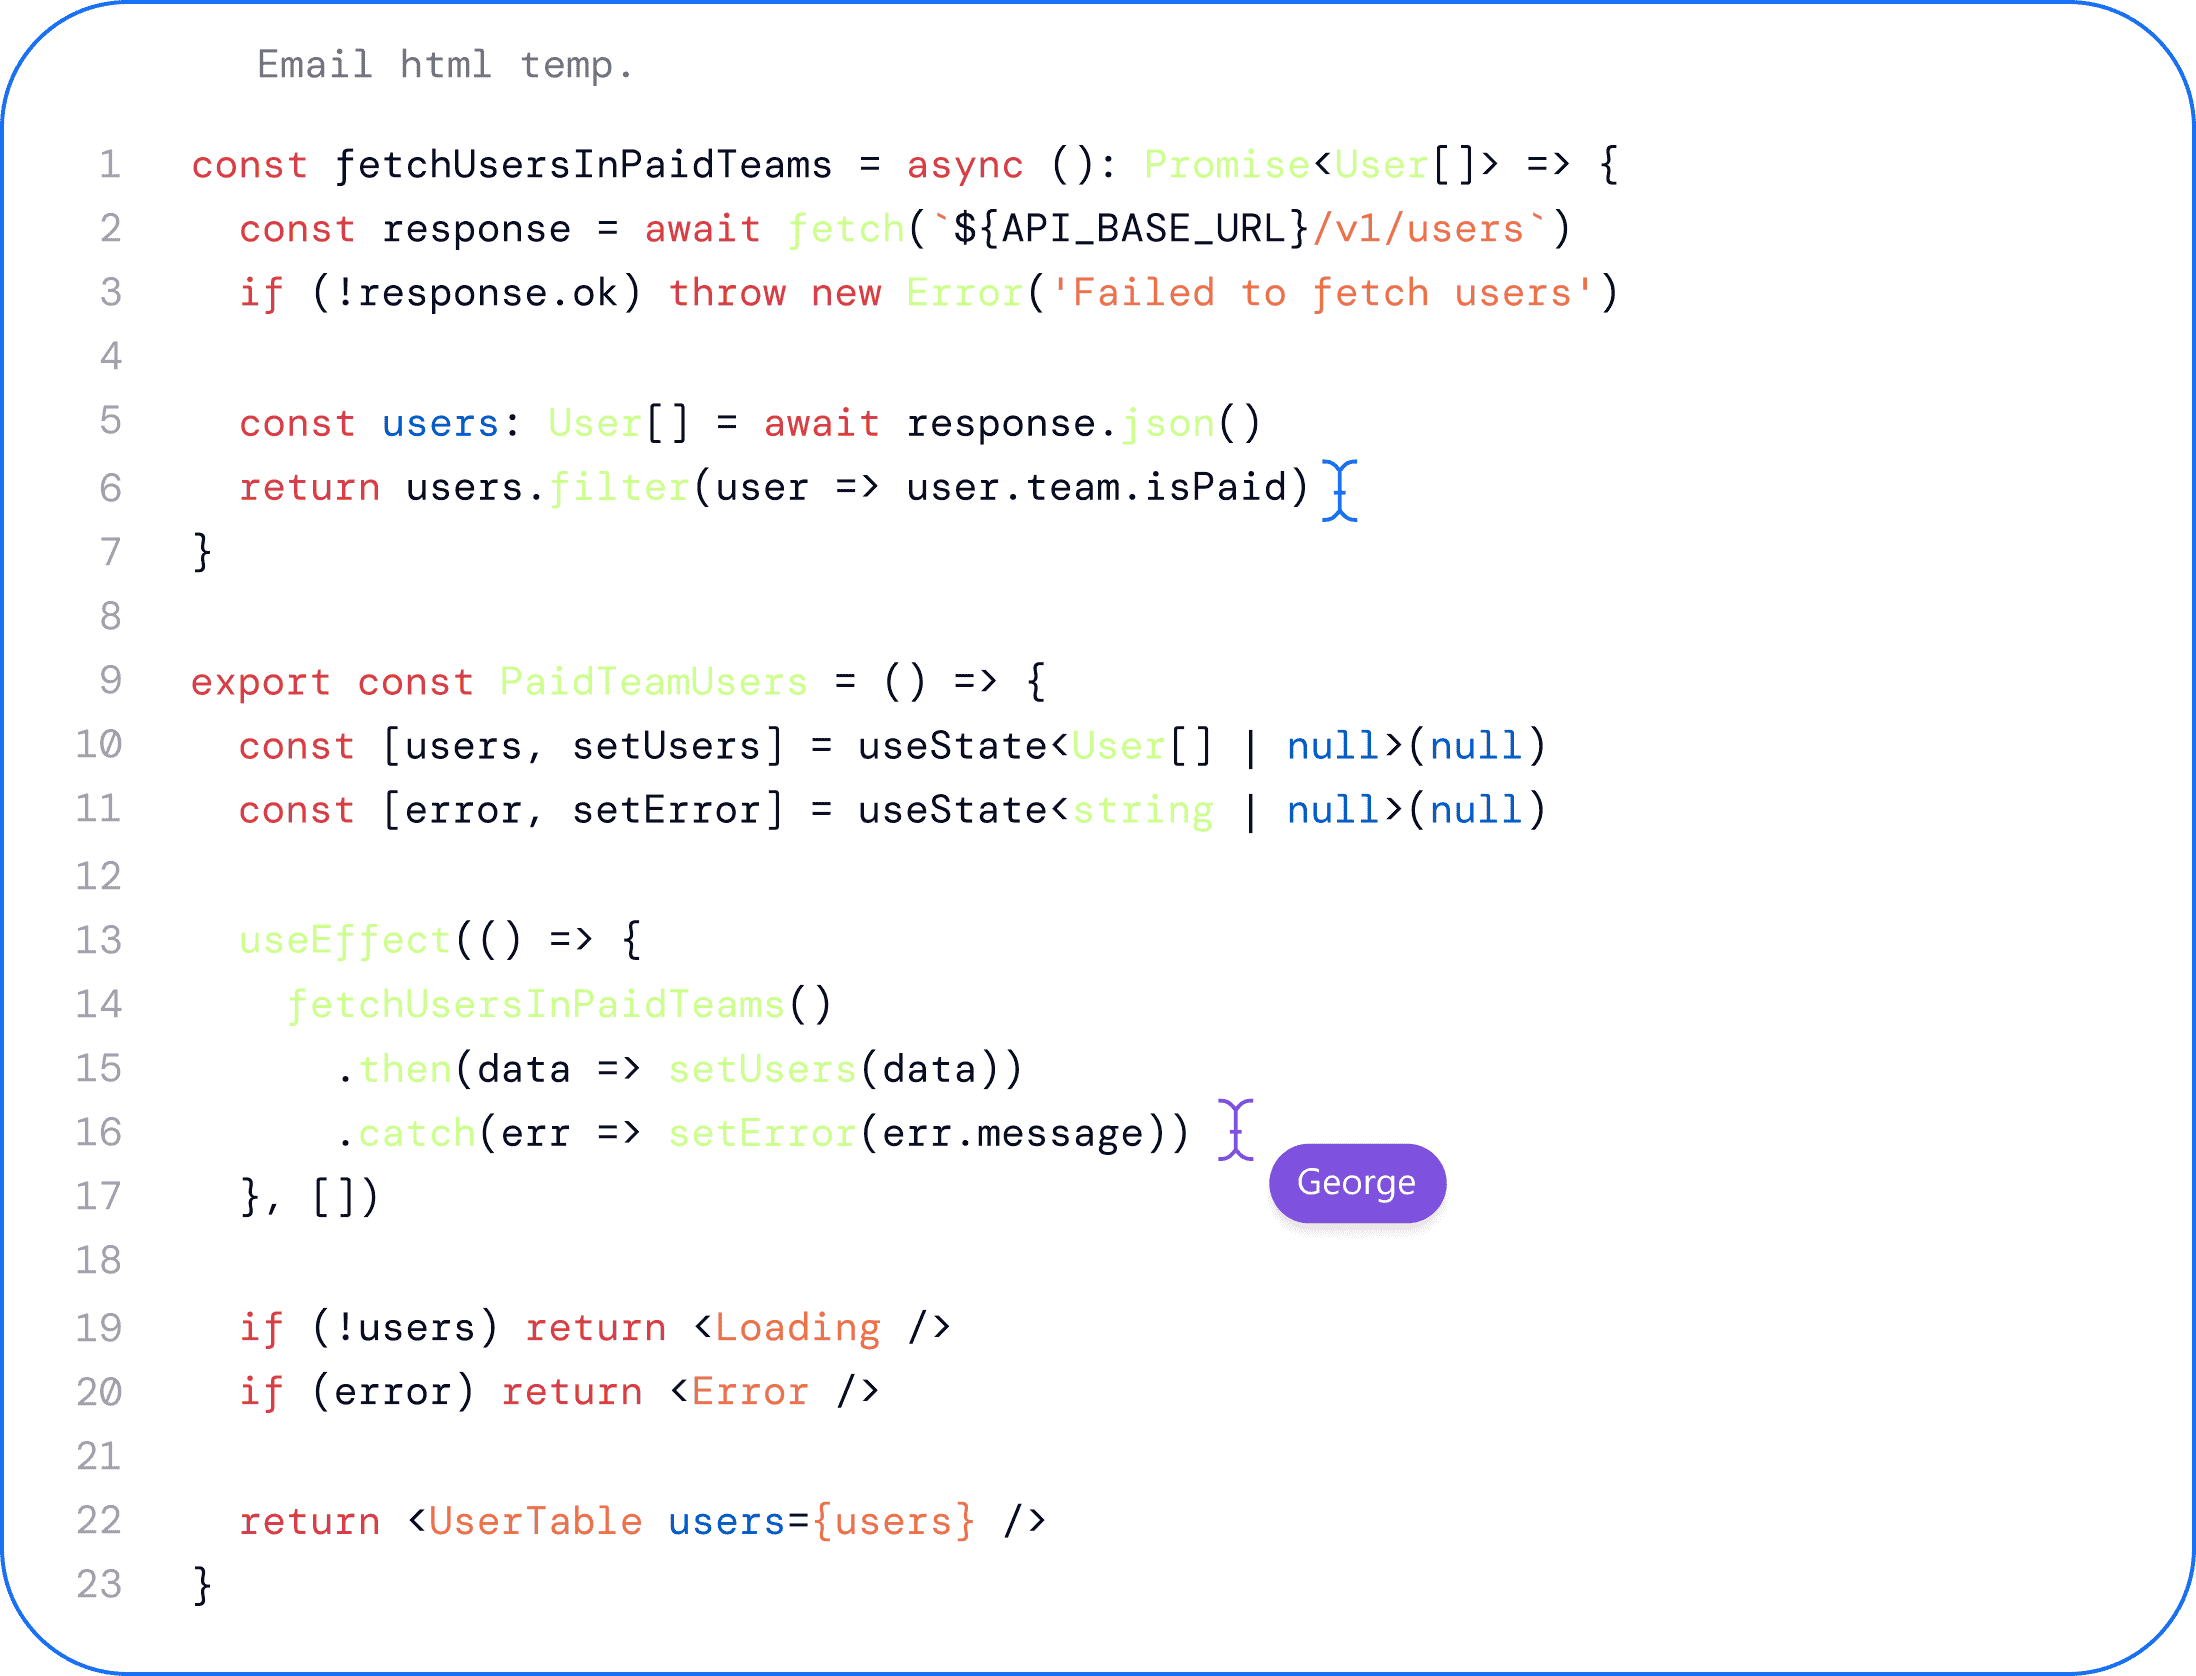 Email html temp.
1 const fetchUsersInPaidTeams = async (): Promise<User[]> => {
2   const response = await fetch(`${API_BASE_URL}/v1/users`)
3   if (!response.ok) throw new Error('Failed to fetch users')
4
5   const users: User[] = await response.json()
6   return users.filter(user => user.team.isPaid)
7 }
8
9 export const PaidTeamUsers = () => {
10   const [users, setUsers] = useState<User[] | null>(null)
11   const [error, setError] = useState<string | null>(null)
12
13   useEffect(() => {
14     fetchUsersInPaidTeams()
15       .then(data => setUsers(data))
16       .catch(err => setError(err.message))
George
17   }, [])
18
19   if (!users) return <Loading />
20   if (error) return <Error />
21
22   return <UserTable users={users} />
23 }